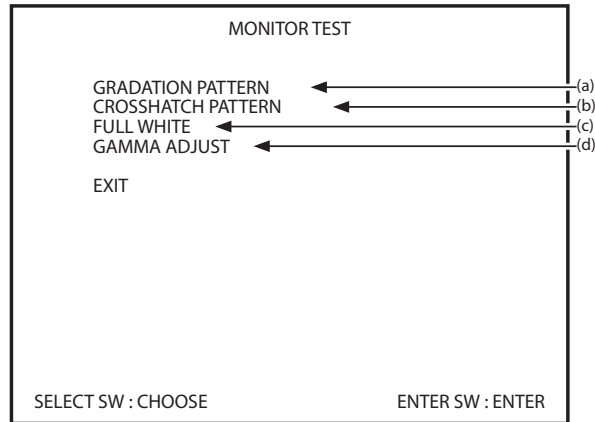 MONITOR TEST
GRADATION PATTERN (a)
CROSSHATCH PATTERN (b)
FULL WHITE (c)
GAMMA ADJUST (d)
EXIT
SELECT SW : CHOOSE ENTER SW : ENTER